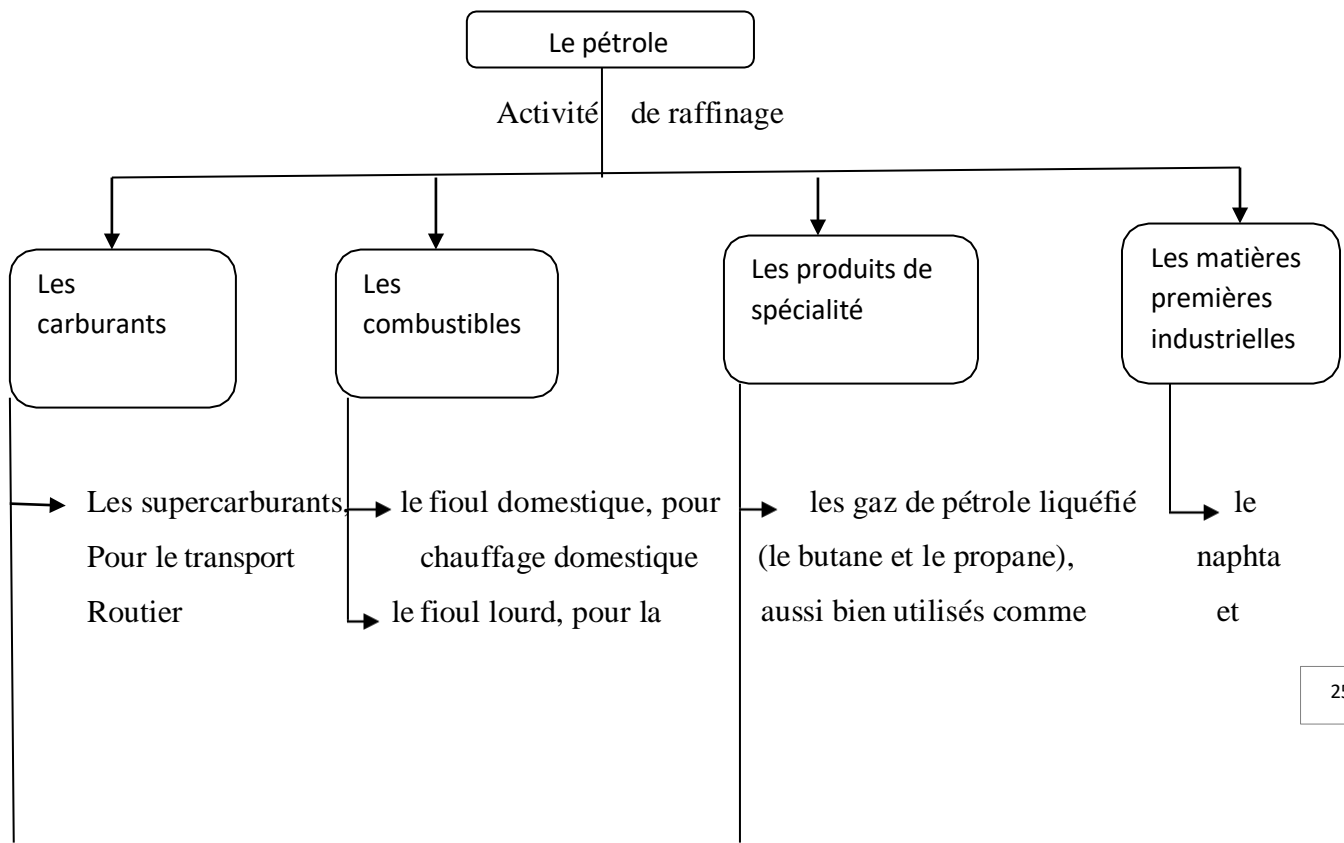 Le pétrole
Activité de raffinage
Les
carburants
Les
combustibles
Les produits de
spécialité
Les matières
premières
industrielles
Les supercarburants,
Pour le transport
Routier
le fioul domestique, pour
chauffage domestique
le fioul lourd, pour la
les gaz de pétrole liquéfié
(le butane et le propane),
aussi bien utilisés comme
le
naphta
et